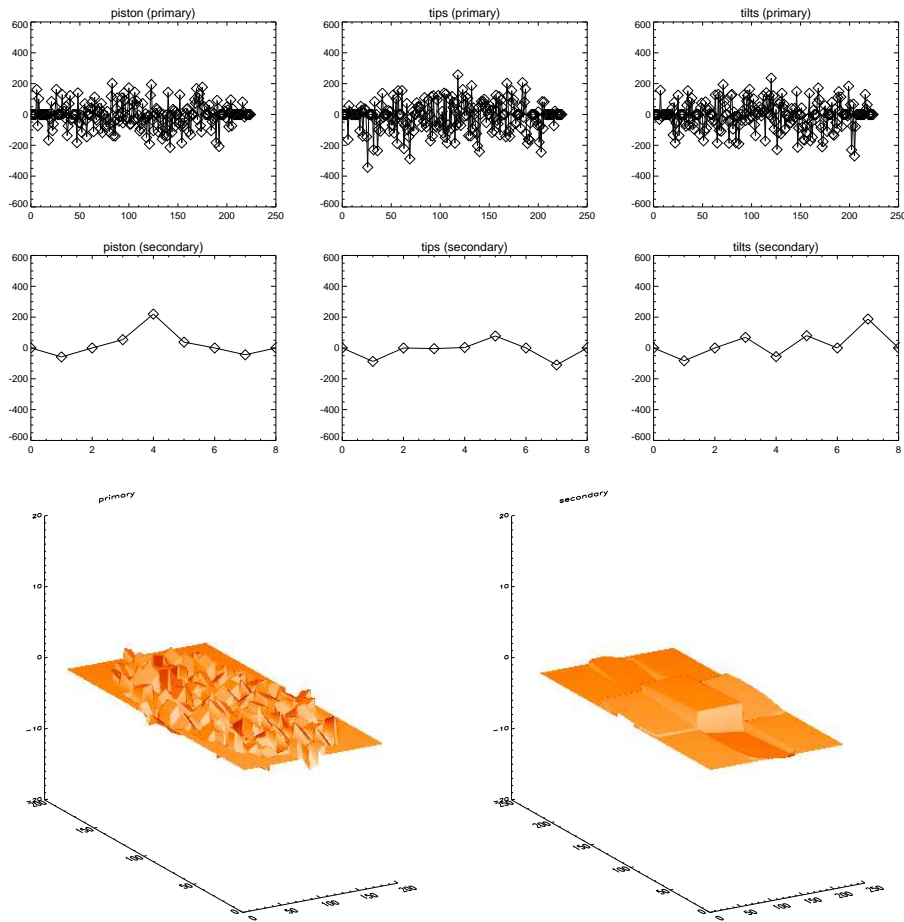 piston (primary) tips (primary) tilts (primary)
600 600 600
400 400 400
200 200 200
0 0 0
-200 -200 -200
-400 -400 -400
-600 -600 -600
0 50 100 150 200 250 0 50 100 150 200 250 0 50 100 150 200 250
piston (secondary) tips (secondary) tilts (secondary)
600 600 600
400 400 400
200 200 200
0 0 0
-200 -200 -200
-400 -400 -400
-600 -600 -600
0 2 4 6 8 0 2 4 6 8 0 2 4 6 8
primary secondary
20 20
10 10
0 0
-10 -10
-20 -20
200 200
150 150
100 100
50 50
0 0
0 50 100 150 200 0 50 100 150 200 250